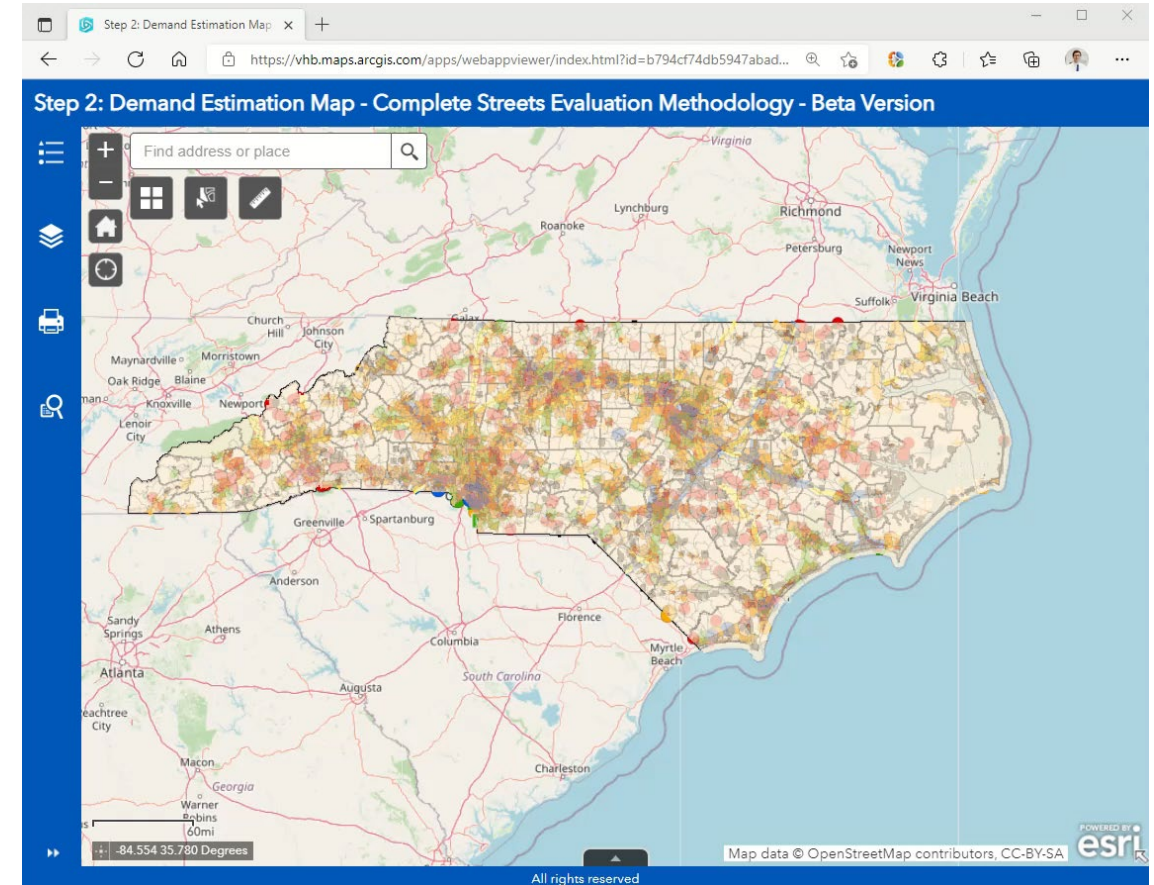 Step 2: Demand Estimation Map
https://vhb.maps.arcgis.com/apps/webappviewer/index.html?id=b794cf74db5947abad...
Step 2: Demand Estimation Map - Complete Streets Evaluation Methodology - Beta Version
Find address or place
Virginia
Lynchburg
Richmond
Roanoke
Petersburg
Newport
News
Suffolk
Virginia Beach
Galax
Church
Hill
Johnson
City
Maynardville
Morristown
Oak Ridge
Blaine
Knoxville
Newport
Lenoir
City
Greenville
Spartanburg
Anderson
Florence
Sandy
Springs
Athens
Columbia
Myrtle
Beach
Atlanta
South Carolina
Augusta
eachtree
City
Macon
Charleston
Georgia
Warner
Robins
60mi
-84.554 35.780 Degrees
Map data © OpenStreetMap contributors, CC-BY-SA
POWERED BY
esri
All rights reserved